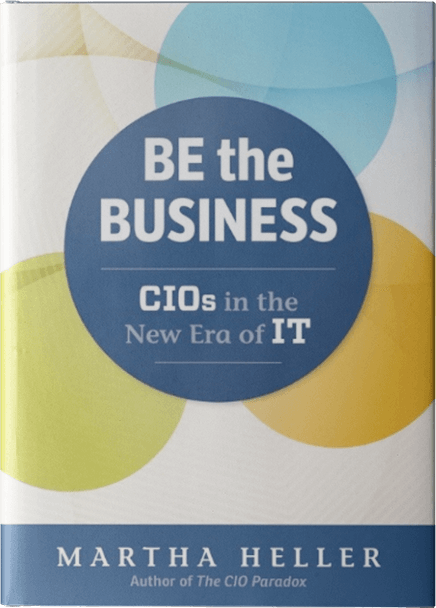 BE the
BUSINESS
CIOs in the
New Era of IT
MARTHA HELLER
Author of The CIO Paradox